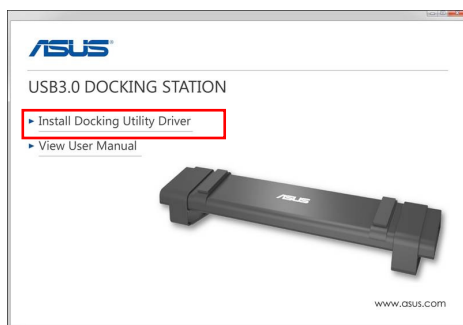 ASUS
USB3.0 DOCKING STATION
Install Docking Utility Driver
View User Manual
ASUS
www.asus.com